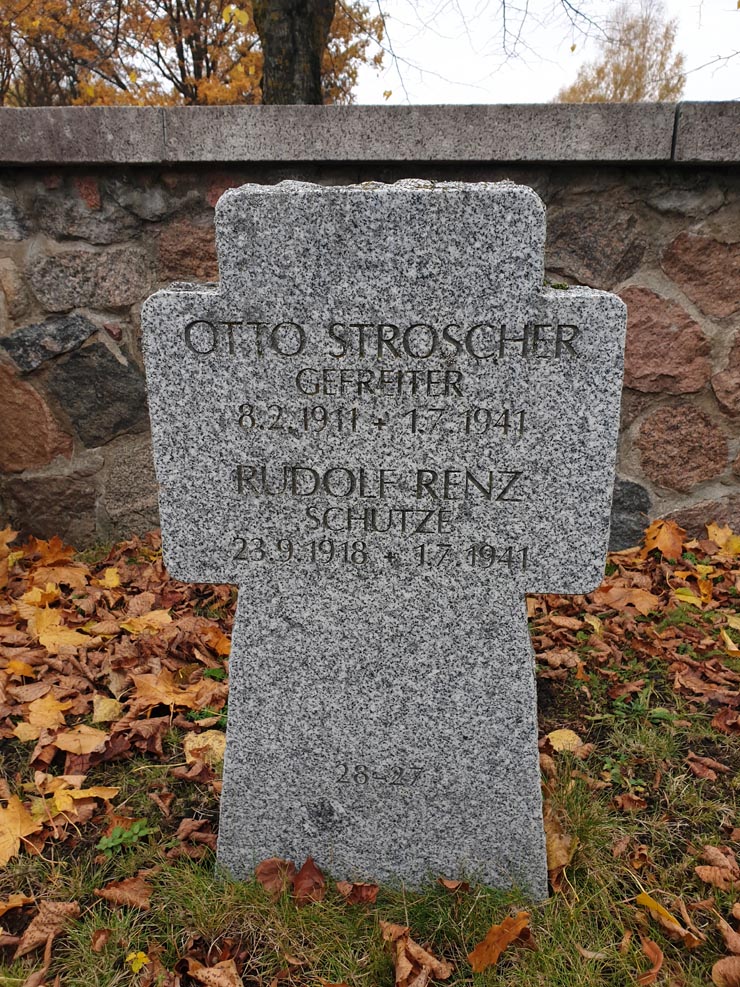 OTTO STROSCHER
GEFREITER
8.2.1911 + 1.7.1941
RUDOLF RENZ
SCHÜTZE
23.9.1918 + 1.7.1941
28-27